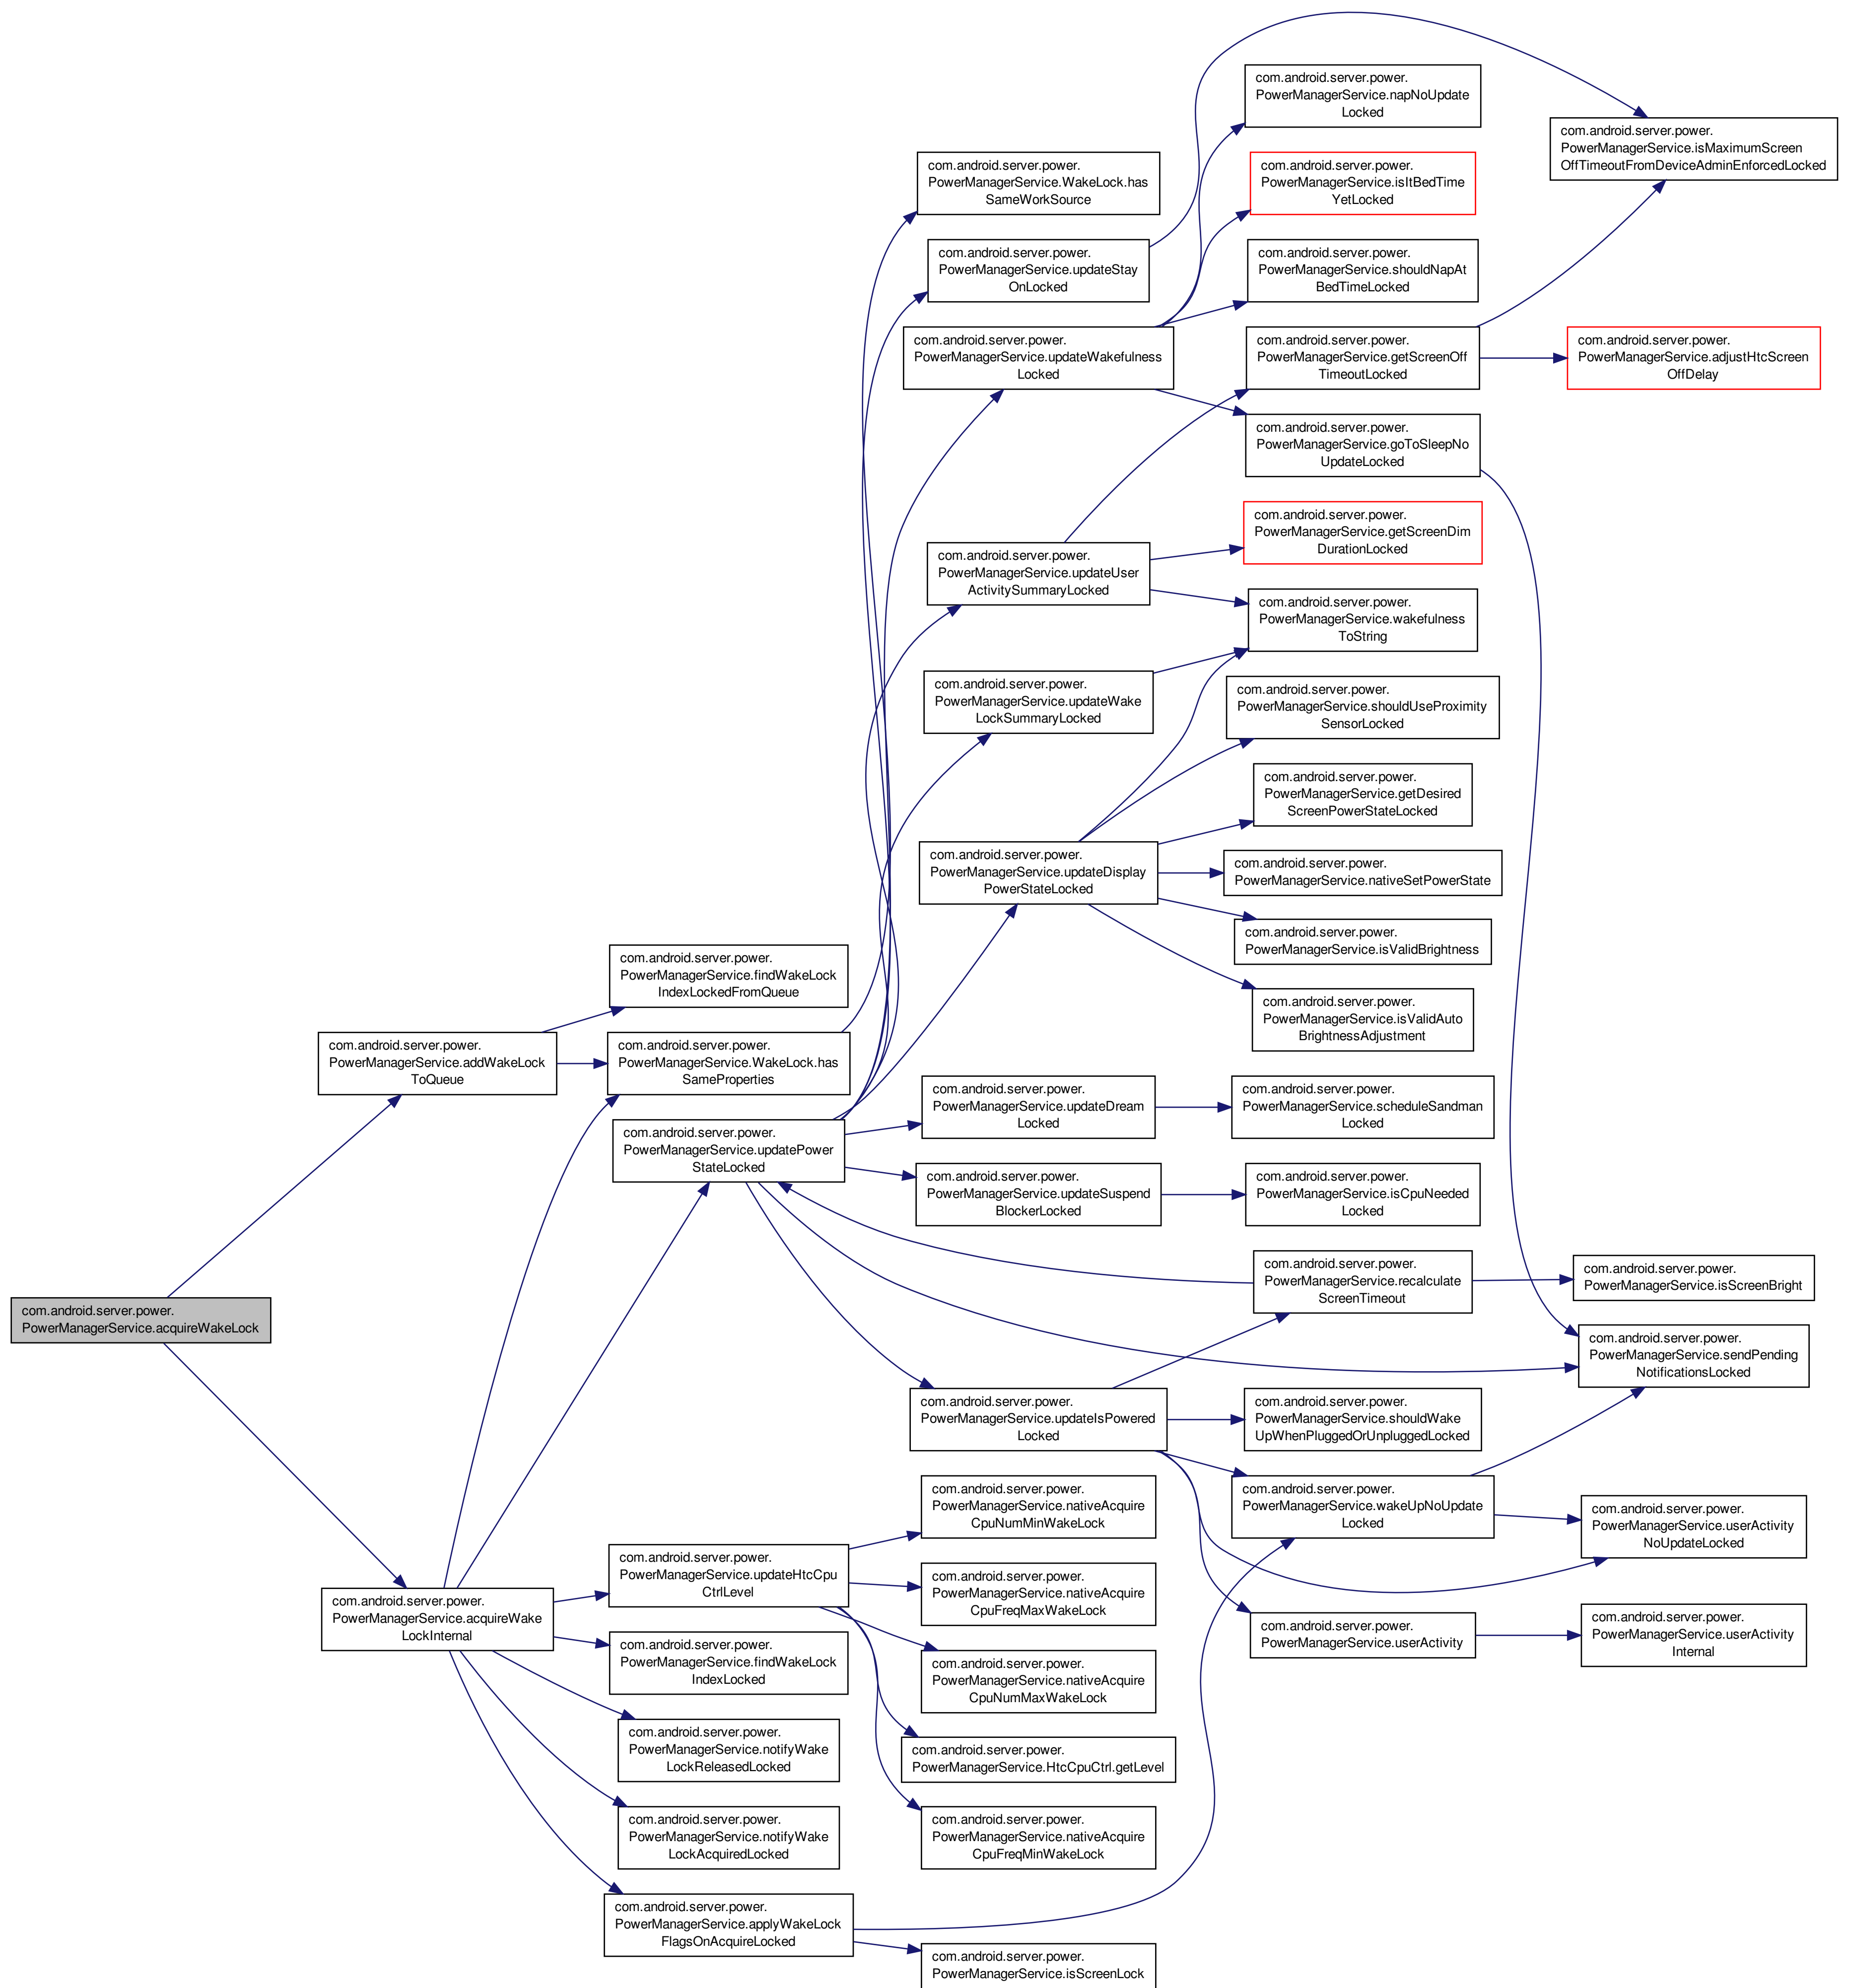 com.android.server.power.
PowerManagerService.napNoUpdate
Locked
com.android.server.power.
PowerManagerService.isMaximumScreen
OffTimeoutFromDeviceAdminEnforcedLocked
com.android.server.power.
PowerManagerService.WakeLock.has
SameWorkSource
com.android.server.power.
PowerManagerService.isItBedTime
YetLocked
com.android.server.power.
PowerManagerService.updateStay
OnLocked
com.android.server.power.
PowerManagerService.shouldNapAt
BedTimeLocked
com.android.server.power.
PowerManagerService.updateWakefulness
Locked
com.android.server.power.
PowerManagerService.getScreenOff
TimeoutLocked
com.android.server.power.
PowerManagerService.adjustHtcScreen
OffDelay
com.android.server.power.
PowerManagerService.goToSleepNo
UpdateLocked
com.android.server.power.
PowerManagerService.getScreenDim
DurationLocked
com.android.server.power.
PowerManagerService.updateUser
ActivitySummaryLocked
com.android.server.power.
PowerManagerService.wakefulness
ToString
com.android.server.power.
PowerManagerService.updateWake
LockSummaryLocked
com.android.server.power.
PowerManagerService.shouldUseProximity
SensorLocked
com.android.server.power.
PowerManagerService.getDesired
ScreenPowerStateLocked
com.android.server.power.
PowerManagerService.updateDisplay
PowerStateLocked
com.android.server.power.
PowerManagerService.nativeSetPowerState
com.android.server.power.
PowerManagerService.isValidBrightness
com.android.server.power.
PowerManagerService.findWakeLock
IndexLockedFromQueue
com.android.server.power.
PowerManagerService.isValidAuto
BrightnessAdjustment
com.android.server.power.
PowerManagerService.addWakeLock
ToQueue
com.android.server.power.
PowerManagerService.WakeLock.has
SameProperties
com.android.server.power.
PowerManagerService.updateDream
Locked
com.android.server.power.
PowerManagerService.scheduleSandman
Locked
com.android.server.power.
PowerManagerService.updatePower
StateLocked
com.android.server.power.
PowerManagerService.updateSuspend
BlockerLocked
com.android.server.power.
PowerManagerService.isCpuNeeded
Locked
com.android.server.power.
PowerManagerService.recalculate
ScreenTimeout
com.android.server.power.
PowerManagerService.isScreenBright
com.android.server.power.
PowerManagerService.acquireWakeLock
com.android.server.power.
PowerManagerService.sendPending
NotificationsLocked
com.android.server.power.
PowerManagerService.updateIsPowered
Locked
com.android.server.power.
PowerManagerService.shouldWake
UpWhenPluggedOrUnpluggedLocked
com.android.server.power.
PowerManagerService.nativeAcquire
CpuNumMinWakeLock
com.android.server.power.
PowerManagerService.wakeUpNoUpdate
Locked
com.android.server.power.
PowerManagerService.userActivity
NoUpdateLocked
com.android.server.power.
PowerManagerService.updateHtcCpu
CtrlLevel
com.android.server.power.
PowerManagerService.nativeAcquire
CpuFreqMaxWakeLock
com.android.server.power.
PowerManagerService.acquireWake
LockInternal
com.android.server.power.
PowerManagerService.userActivity
com.android.server.power.
PowerManagerService.userActivity
Internal
com.android.server.power.
PowerManagerService.findWakeLock
IndexLocked
com.android.server.power.
PowerManagerService.nativeAcquire
CpuNumMaxWakeLock
com.android.server.power.
PowerManagerService.notifyWake
LockReleasedLocked
com.android.server.power.
PowerManagerService.HtcCpuCtrl.getLevel
com.android.server.power.
PowerManagerService.notifyWake
LockAcquiredLocked
com.android.server.power.
PowerManagerService.nativeAcquire
CpuFreqMinWakeLock
com.android.server.power.
PowerManagerService.applyWakeLock
FlagsOnAcquireLocked
com.android.server.power.
PowerManagerService.isScreenLock